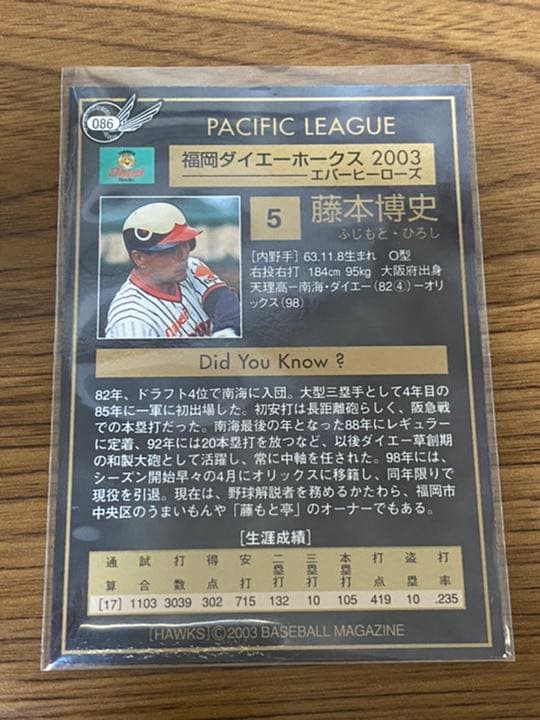 086
PACIFIC LEAGUE
福岡ダイエーホークス 2003
エバーヒーローズ
5
藤本博史
ふじもと・ひろし
[内野手] 63.11.8生まれ O型
右投右打 184㎝ 95㎏ 大阪府出身
天理高ー南海・ダイエー(82④)ーオリ
ックス(98)
Did You Know ?
82年、ドラフト4位で南海に入団。大型三塁手として4年目の
85年に一軍に初出場した。初安打は長距離砲らしく、阪急戦
での本塁打だった。南海最後の年となった88年にレギュラー
に定着、92年には20本塁打を放つなど、以後ダイエー草創期
の和製大砲として活躍し、常に中軸を任された。98年には、
シーズン開始早々の4月にオリックスに移籍し、同年限りで
現役を引退。現在は、野球解説者を務めるかたわら、福岡市
中央区のうまいもんや「藤もと亭」のオーナーでもある。
[生涯成績]
通算 試合 打数 得点 安打 二塁打 三塁打 本塁打 打点 盗塁 打率
[17] 1103 3039 302 715 132 10 105 419 10 .235
[HAWKS]©2003 BASEBALL MAGAZINE